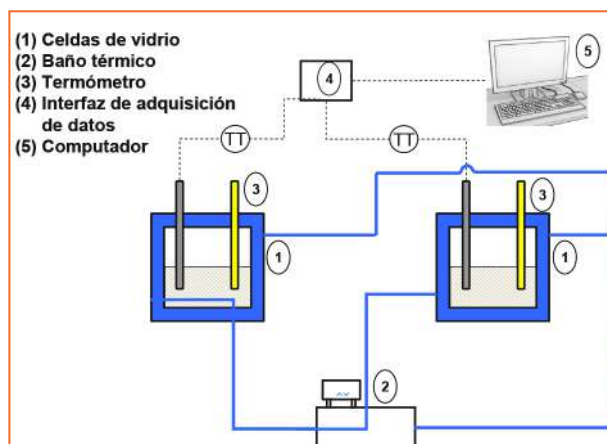 (1) Celdas de vidrio
(2) Baño térmico
(3) Termómetro
(4) Interfaz de adquisición
de datos
(5) Computador
4
5
TT
TT
3
3
1
1
2